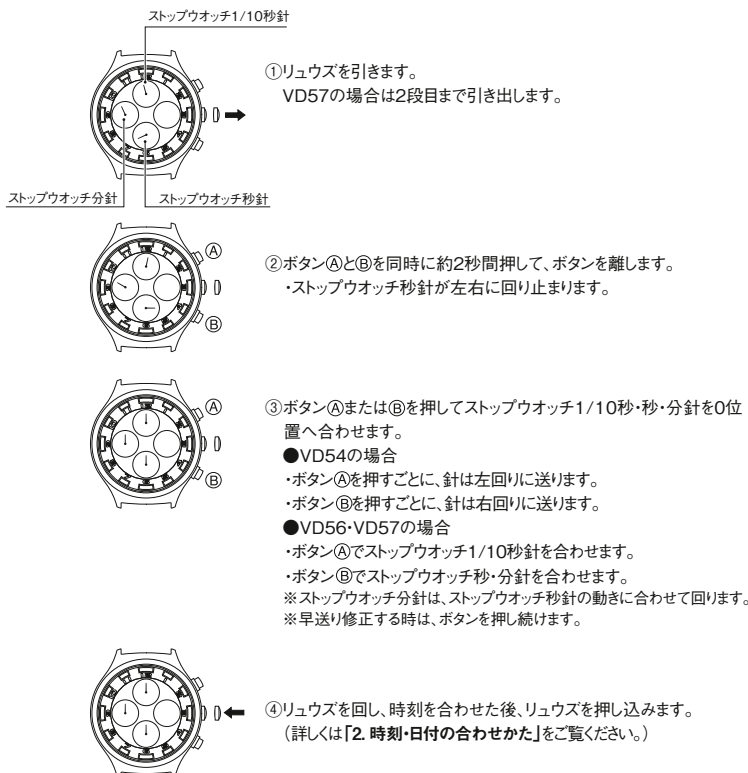 ストップウオッチ1/10秒針
①リュウズを引きます。
VD57の場合は2段目まで引き出します。
ストップウオッチ分針
ストップウオッチ秒針
Ⓐ
Ⓑ
②ボタンⒶとⒷを同時に約2秒間押して、ボタンを離します。
・ストップウオッチ秒針が左右に回り止まります。
Ⓐ
Ⓑ
③ボタンⒶまたはⒷを押してストップウオッチ1/10秒・秒・分針を0位
置へ合わせます。
●VD54の場合
・ボタンⒶを押すごとに、針は左回りに送ります。
・ボタンⒷを押すごとに、針は右回りに送ります。
●VD56・VD57の場合
・ボタンⒶでストップウオッチ1/10秒針を合わせます。
・ボタンⒷでストップウオッチ秒・分針を合わせます。
※ストップウオッチ分針は、ストップウオッチ秒針の動きに合わせて回ります。
※早送り修正する時は、ボタンを押し続けます。
④リュウズを回し、時刻を合わせた後、リュウズを押し込みます。
（詳しくは「2. 時刻・日付の合わせかた」をご覧ください。）